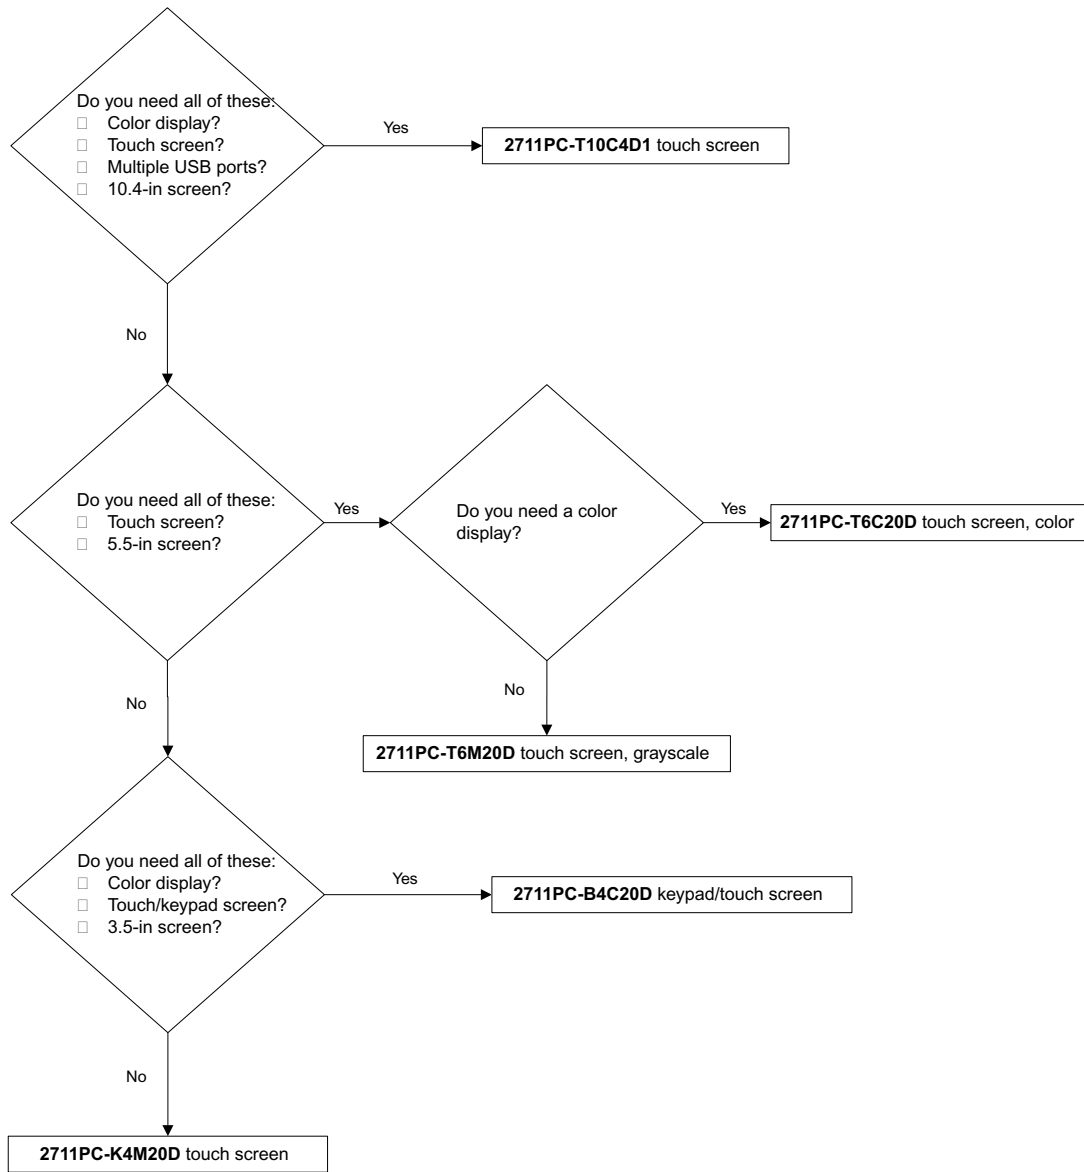 Do you need all of these:
□ Color display?
□ Touch screen?
□ Multiple USB ports?
□ 10.4-in screen?
Yes
2711PC-T10C4D1 touch screen
No
Do you need all of these:
□ Touch screen?
□ 5.5-in screen?
Yes
Do you need a color
display?
Yes
2711PC-T6C20D touch screen, color
No
2711PC-T6M20D touch screen, grayscale
No
Do you need all of these:
□ Color display?
□ Touch/keypad screen?
□ 3.5-in screen?
Yes
2711PC-B4C20D keypad/touch screen
No
2711PC-K4M20D touch screen